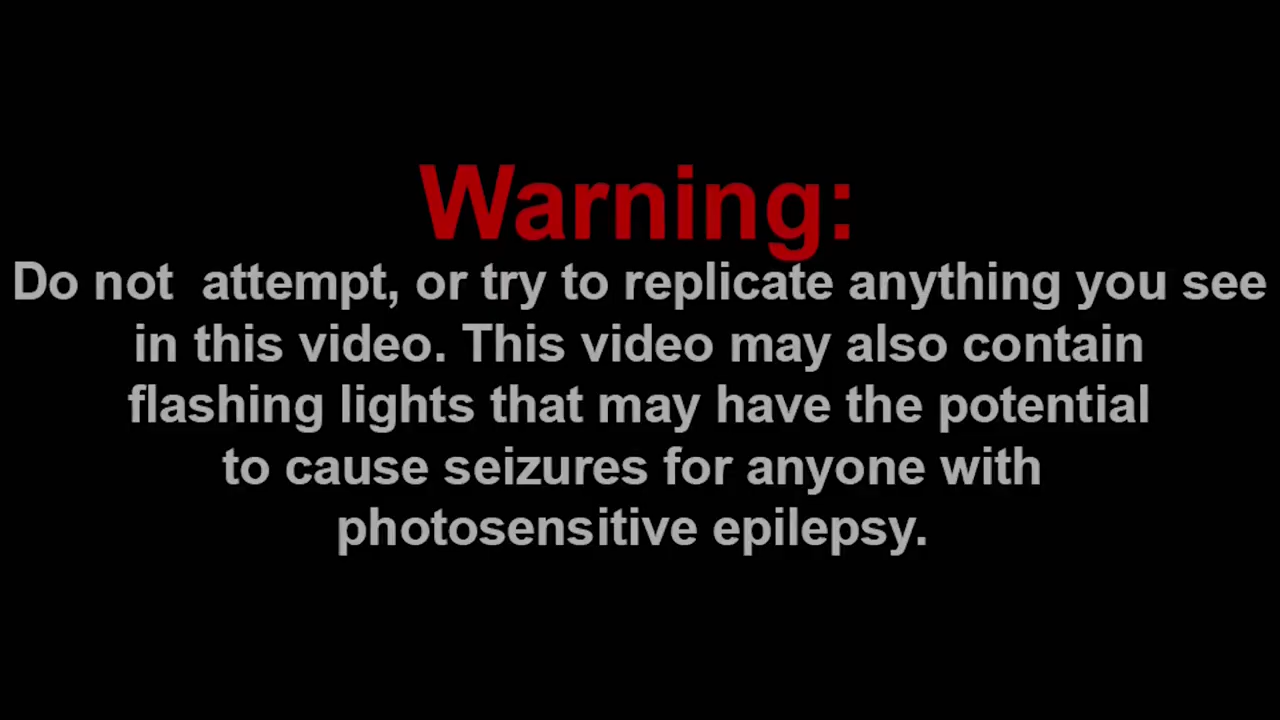 Warning:
Do not  attempt, or try to replicate anything you see
in this video. This video may also contain
flashing lights that may have the potential
to cause seizures for anyone with
photosensitive epilepsy.